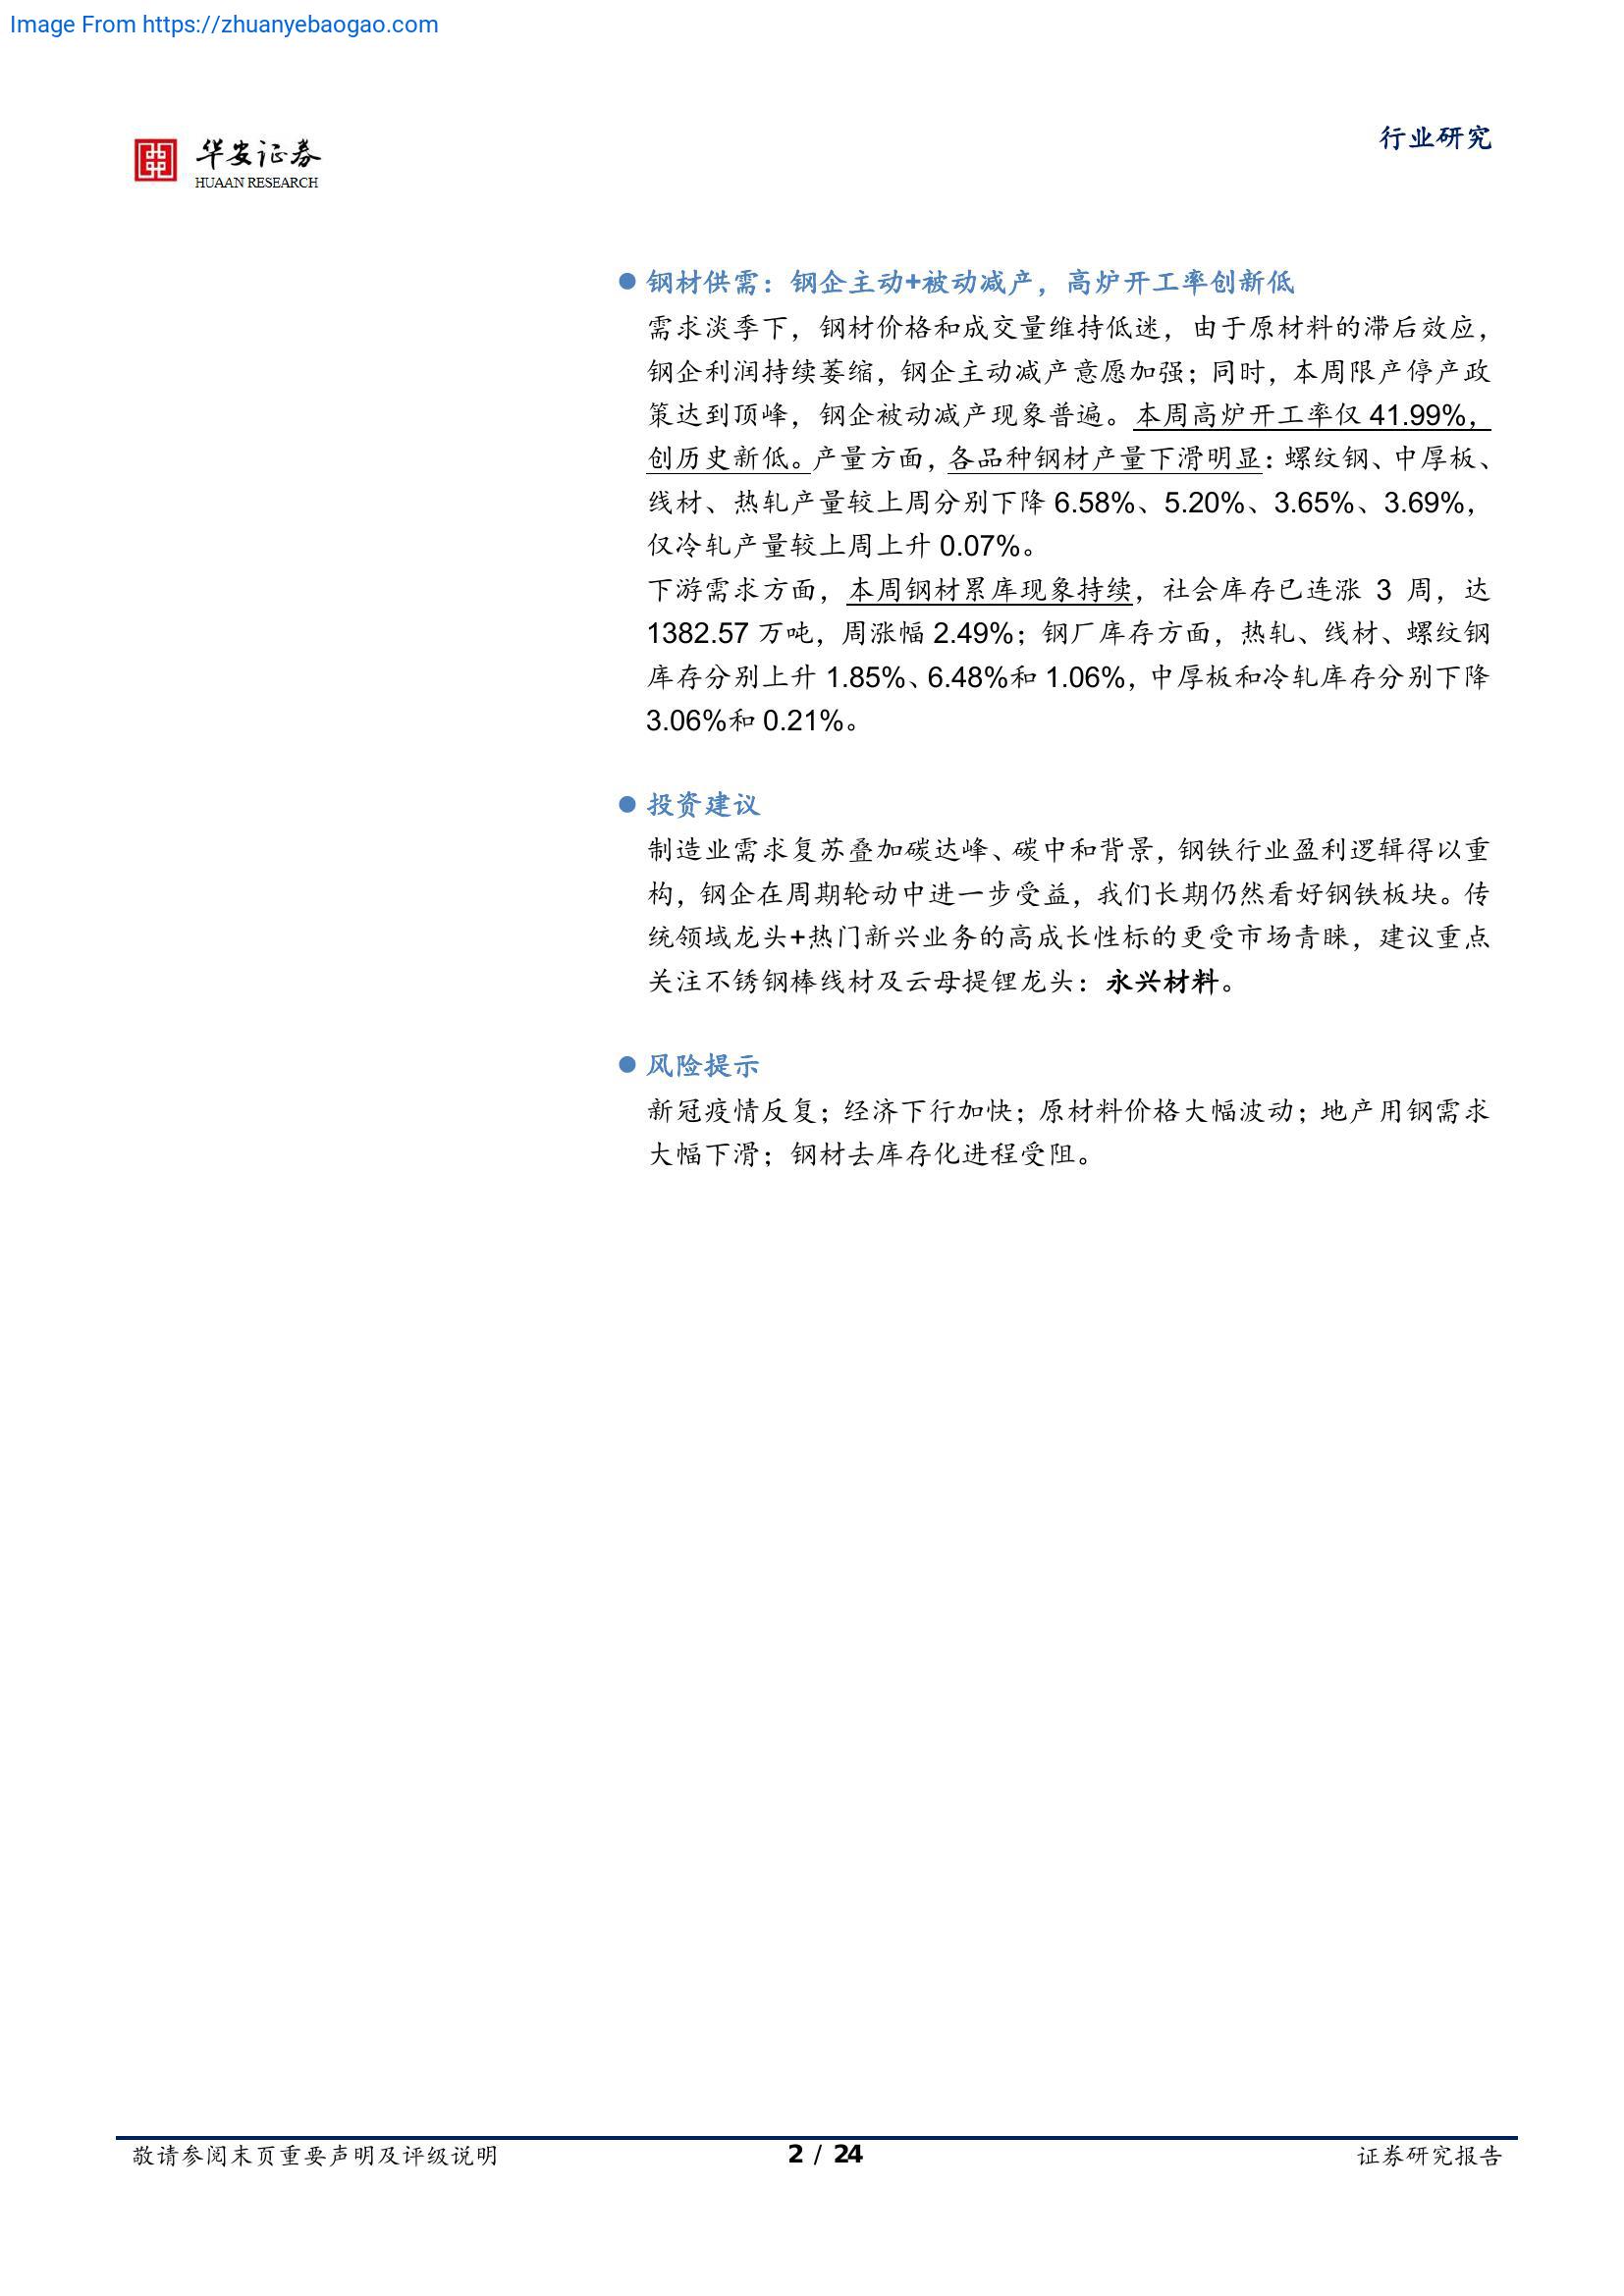 Image From https://zhuanyebaogao.com
华安证券
HUAAN RESEARCH
行业研究
● 钢材供需：钢企主动+被动减产，高炉开工率创新低
需求淡季下，钢材价格和成交量维持低迷，由于原材料的滞后效应，
钢企利润持续萎缩，钢企主动减产意愿加强；同时，本周限产停产政
策达到顶峰，钢企被动减产现象普遍。本周高炉开工率仅 41.99%，
创历史新低。产量方面，各品种钢材产量下滑明显：螺纹钢、中厚板、
线材、热轧产量较上周分别下降 6.58%、5.20%、3.65%、3.69%，
仅冷轧产量较上周上升 0.07%。
下游需求方面，本周钢材累库现象持续，社会库存已连涨 3 周，达
1382.57 万吨，周涨幅 2.49%；钢厂库存方面，热轧、线材、螺纹钢
库存分别上升 1.85%、6.48%和 1.06%，中厚板和冷轧库存分别下降
3.06%和 0.21%。
● 投资建议
制造业需求复苏叠加碳达峰、碳中和背景，钢铁行业盈利逻辑得以重
构，钢企在周期轮动中进一步受益，我们长期仍然看好钢铁板块。传
统领域龙头+热门新兴业务的高成长性标的更受市场青睐，建议重点
关注不锈钢棒线材及云母提锂龙头：永兴材料。
● 风险提示
新冠疫情反复；经济下行加快；原材料价格大幅波动；地产用钢需求
大幅下滑；钢材去库存化进程受阻。
敬请参阅末页重要声明及评级说明
2 / 24
证券研究报告